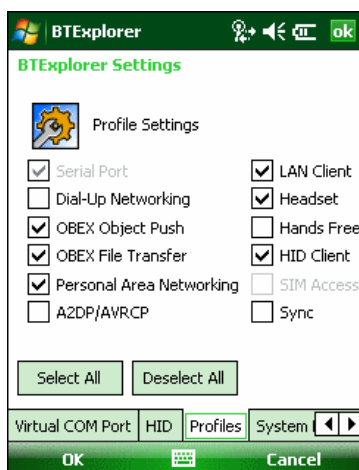 BTExplorer ok
BTExplorer Settings
Profile Settings
Serial Port LAN Client
Dial-Up Networking Headset
OBEX Object Push Hands Free
OBEX File Transfer HID Client
Personal Area Networking SIM Access
A2DP/AVRCP Sync
Select All Deselect All
Virtual COM Port HID Profiles System
OK Cancel